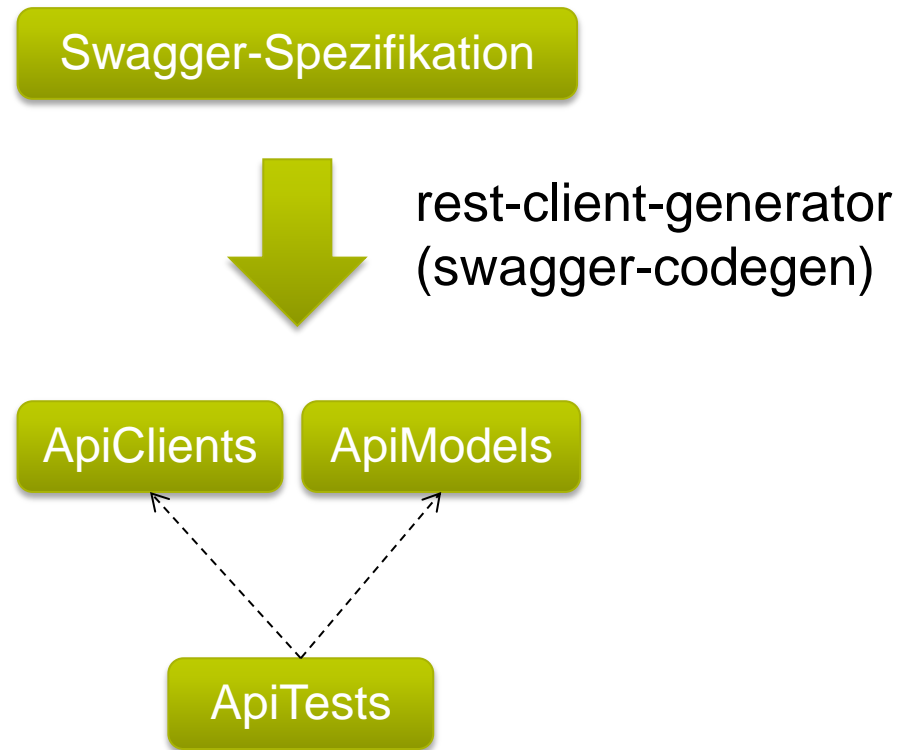 Swagger-Spezifikation
rest-client-generator
(swagger-codegen)
ApiClients
ApiModels
ApiTests